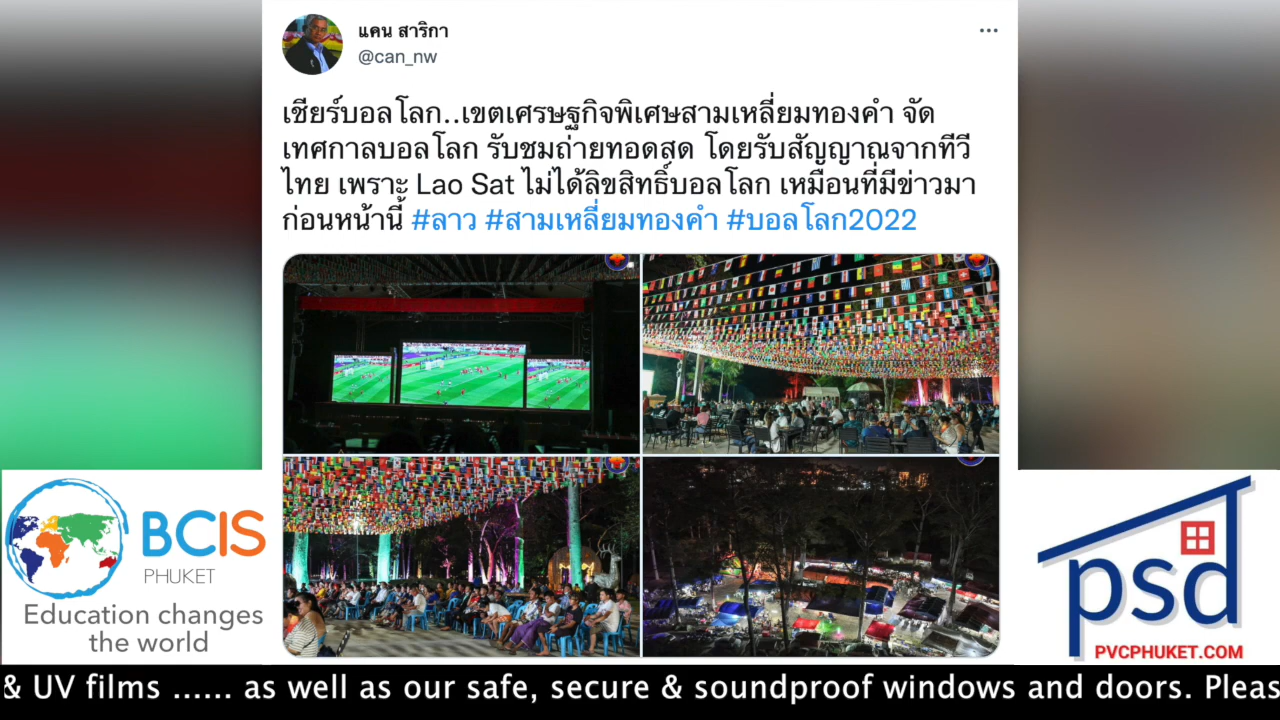 แคน สาริกา
@can_nw
เชียร์บอลโลก..เขตเศรษฐกิจพิเศษสามเหลี่ยมทองคำ จัด
เทศกาลบอลโลก รับชมถ่ายทอดสด โดยรับสัญญาณจากทีวี
ไทย เพราะ Lao Sat ไม่ได้ลิขสิทธิ์บอลโลก เหมือนที่มีข่าวมา
ก่อนหน้านี้ #ลาว #สามเหลี่ยมทองคำ #บอลโลก2022
BCIS
PHUKET
Education changes
the world
psd
PVCPHUKET.COM
& UV films ...... as well as our safe, secure & soundproof windows and doors. Pleas